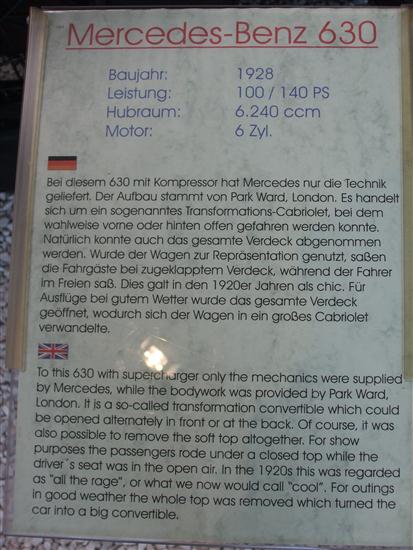 Mercedes-Benz 630
Baujahr: 1928
Leistung: 100 / 140 PS
Hubraum: 6.240 ccm
Motor: 6 Zyl.
Bei diesem 630 mit Kompressor hat Mercedes nur die Technik
geliefert. Der Aufbau stammt von Park Ward, London. Es handelt
sich um ein sogenanntes Transformations-Cabriolet, bei dem
wahlweise vorne oder hinten offen gefahren werden konnte.
Natürlich konnte auch das gesamte Verdeck abgenommen
werden. Wurde der Wagen zur Repräsentation genutzt, saßen
die Fahrgäste bei zugeklapptem Verdeck, während der Fahrer
im Freien saß. Dies galt in den 1920er Jahren als chic. Für
Ausflüge bei gutem Wetter wurde das gesamte Verdeck
geöffnet, wodurch sich der Wagen in ein großes Cabriolet
verwandelte.
To this 630 with supercharger only the mechanics were supplied
by Mercedes, while the bodywork was provided by Park Ward,
London. It is a so-called transformation convertible which could
be opened alternately in front or at the back. Of course, it was
also possible to remove the soft top altogether. For show
purposes the passengers rode under a closed top while the
driver´s seat was in the open air. In the 1920s this was regarded
as "all the rage", or what we now would call "cool". For outings
in good weather the whole top was removed which turned the
car into a big convertible.